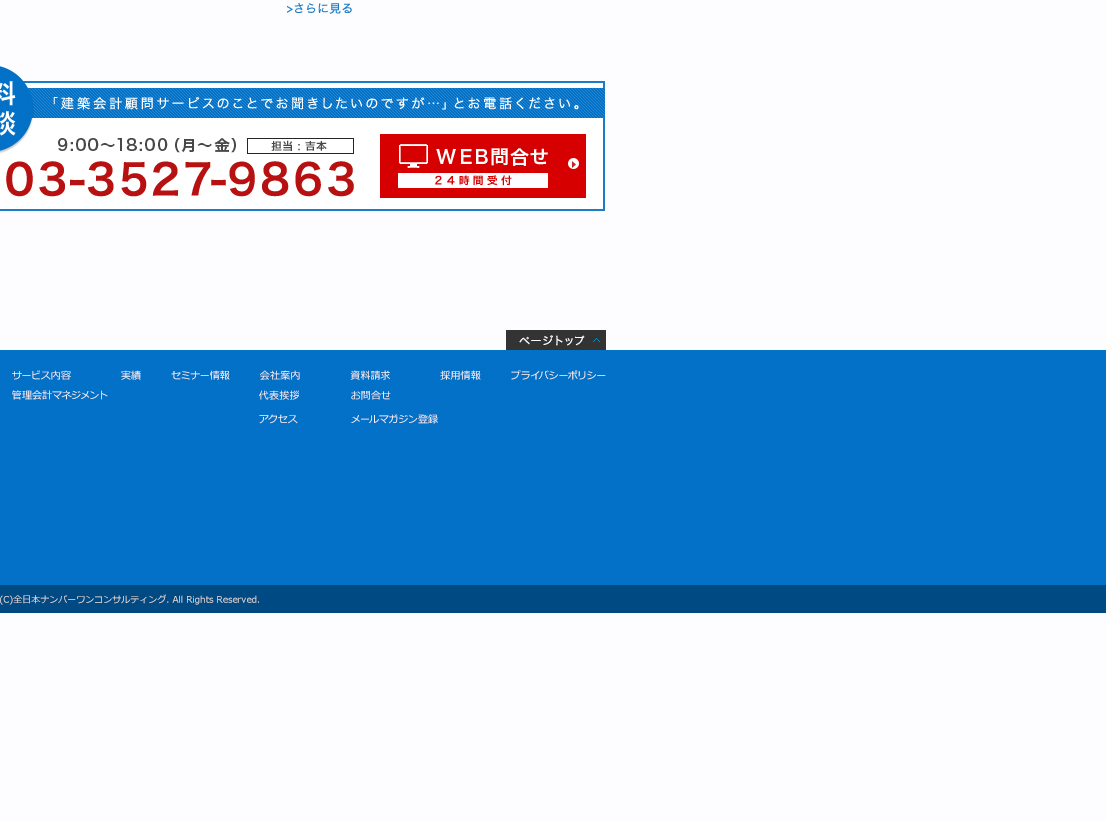 >さらに見る
料
談
「建築会計顧問サービスのことでお聞きしたいのですが…」とお電話ください。
9:00〜18:00（月〜金） 担当：吉本
03-3527-9863
WEB問合せ
24時間受付
ページトップ
サービス内容 実績 セミナー情報 会社案内 資料請求 採用情報 プライバシーポリシー
管理会計マネジメント 代表挨拶 お問合せ
アクセス メールマガジン登録
(C)全日本ナンバーワンコンサルティング. All Rights Reserved.